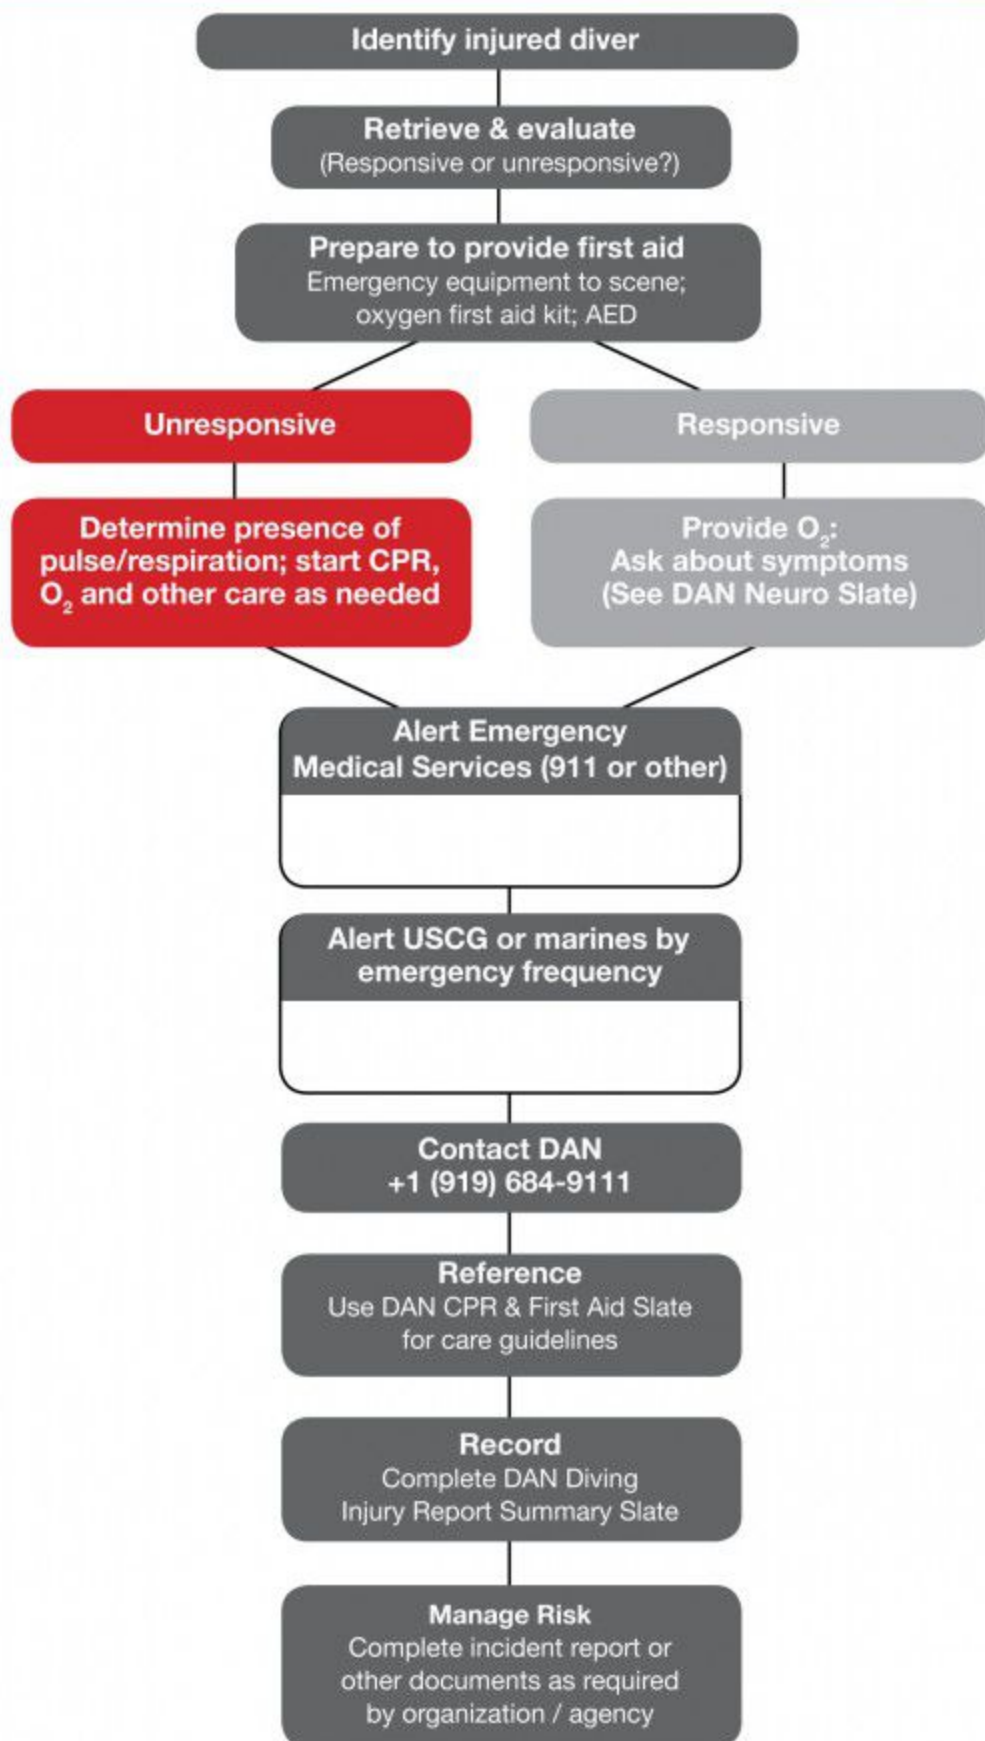 Identify injured diver
Retrieve & evaluate
(Responsive or unresponsive?)
Prepare to provide first aid
Emergency equipment to scene;
oxygen first aid kit; AED
Unresponsive
Responsive
Determine presence of
pulse/respiration; start CPR,
O₂ and other care as needed
Provide O₂:
Ask about symptoms
(See DAN Neuro Slate)
Alert Emergency
Medical Services (911 or other)
Alert USCG or marines by
emergency frequency
Contact DAN
+1 (919) 684-9111
Reference
Use DAN CPR & First Aid Slate
for care guidelines
Record
Complete DAN Diving
Injury Report Summary Slate
Manage Risk
Complete incident report or
other documents as required
by organization / agency